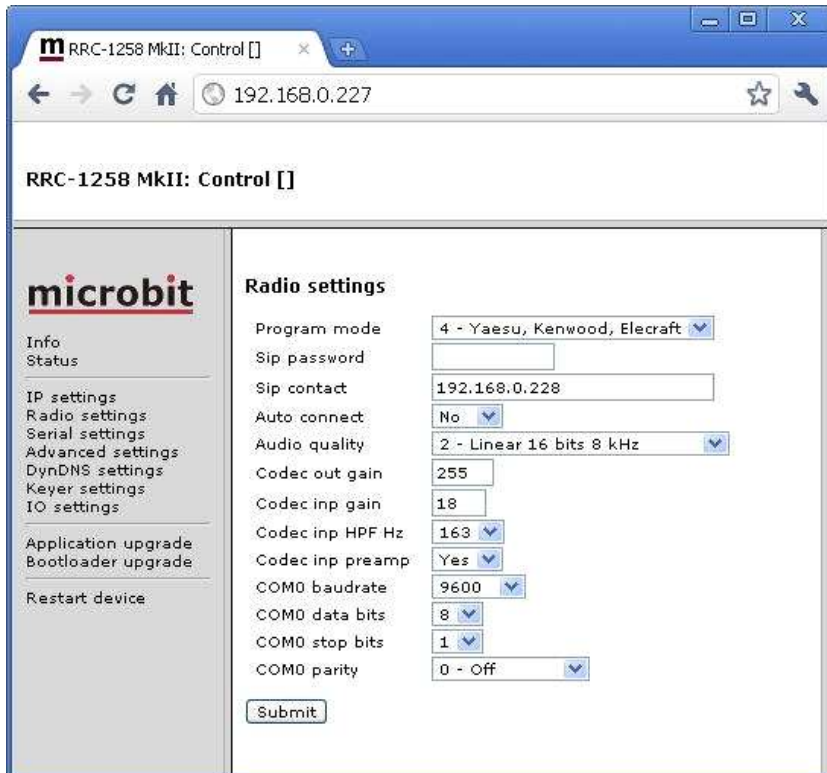 RRC-1258 MkII: Control []
192.168.0.227
RRC-1258 MkII: Control []
microbit
Info
Status
IP settings
Radio settings
Serial settings
Advanced settings
DynDNS settings
Keyer settings
IO settings
Application upgrade
Bootloader upgrade
Restart device
Radio settings
Program mode 4 - Yaesu, Kenwood, Elecraft
Sip password
Sip contact 192.168.0.228
Auto connect No
Audio quality 2 - Linear 16 bits 8 kHz
Codec out gain 255
Codec inp gain 18
Codec inp HPF Hz 163
Codec inp preamp Yes
COM0 baudrate 9600
COM0 data bits 8
COM0 stop bits 1
COM0 parity 0 - Off
Submit